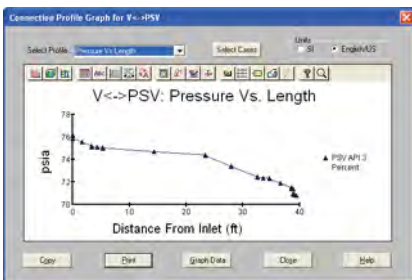 Connection Profile Graph for V<->PSV
Units
Select Profile: Pressure Vs Length
Select Cases
SI
English/US
V<->PSV: Pressure Vs. Length
78
76
74
72
70
psia
0
10
20
30
40
Distance From Inlet (ft)
PSV API 3
Percent
Copy
Print
Graph Data
Close
Help